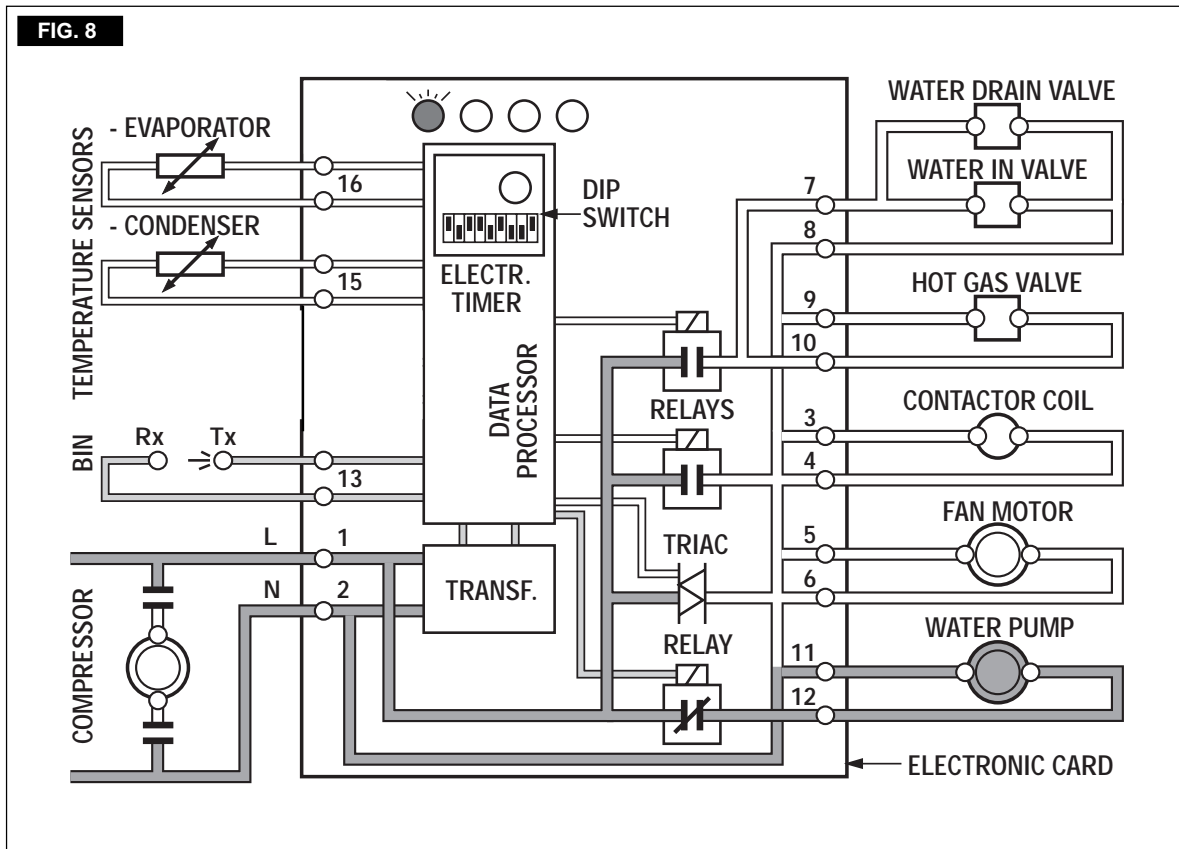 FIG. 8
TEMPERATURE SENSORS
- EVAPORATOR
16
- CONDENSER
15
BIN
Rx
Tx
13
L
1
N
2
COMPRESSOR
DIP
SWITCH
ELECTR.
TIMER
DATA
PROCESSOR
TRANSF.
RELAYS
TRIAC
RELAY
WATER DRAIN VALVE
WATER IN VALVE
7
8
HOT GAS VALVE
9
10
CONTACTOR COIL
3
4
FAN MOTOR
5
6
WATER PUMP
11
12
ELECTRONIC CARD